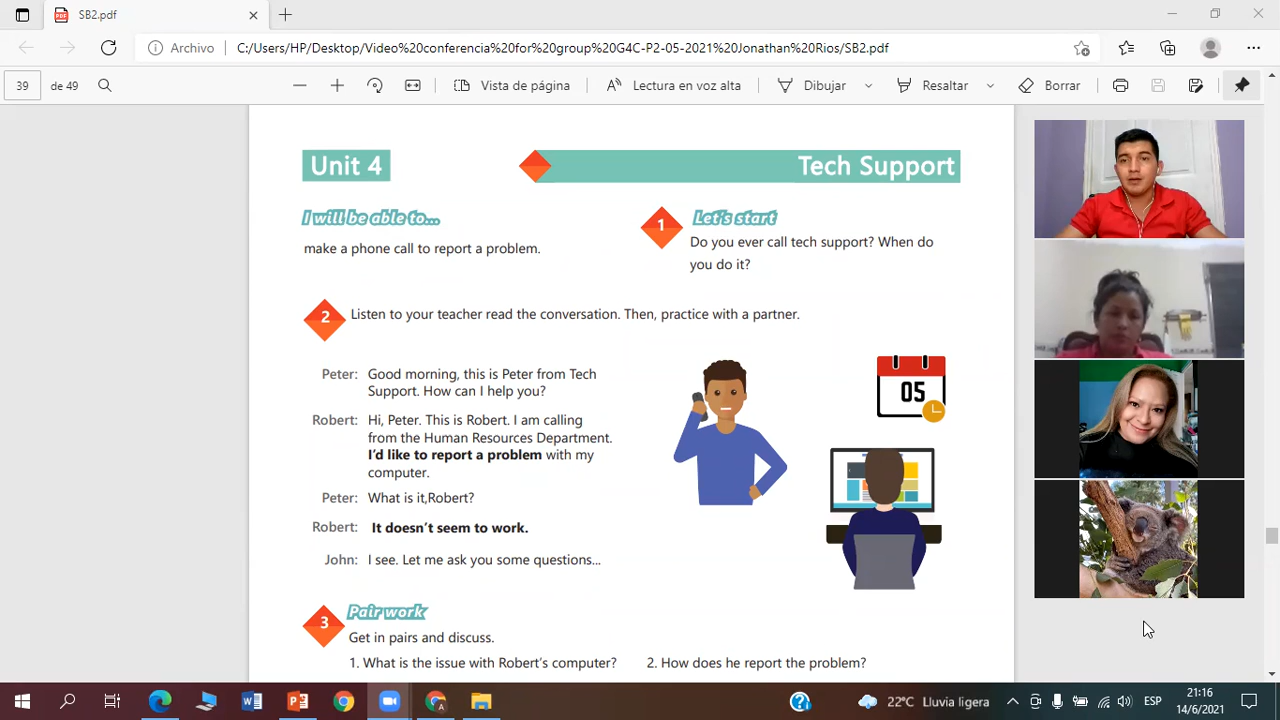 SB2.pdf
Archivo C:/Users/HP/Desktop/Video%20conferencia%20for%20group%20G4C-P2-05-2021%20Jonathan%20Rios/SB2.pdf
39 de 49 Vista de página Lectura en voz alta Dibujar Resaltar Borrar
Unit 4 Tech Support
I will be able to...
make a phone call to report a problem.
1 Let's start
Do you ever call tech support? When do
you do it?
2 Listen to your teacher read the conversation. Then, practice with a partner.
Peter: Good morning, this is Peter from Tech
Support. How can I help you?
Robert: Hi, Peter. This is Robert. I am calling
from the Human Resources Department.
I'd like to report a problem with my
computer.
Peter: What is it,Robert?
Robert: It doesn't seem to work.
John: I see. Let me ask you some questions...
05
3 Pair work
Get in pairs and discuss.
1. What is the issue with Robert's computer? 2. How does he report the problem?
22°C Lluvia ligera ESP 21:16
14/6/2021